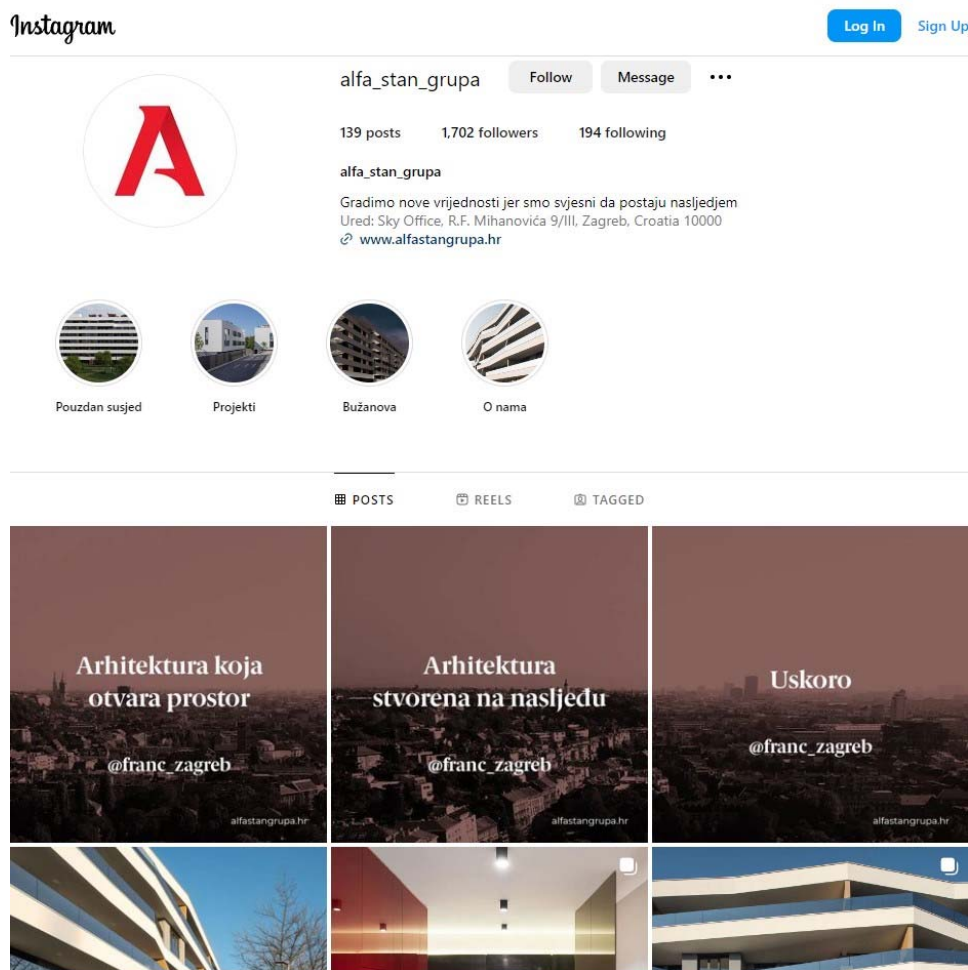 Instagram
Log In
Sign Up
alfa_stan_grupa
Follow
Message
139 posts
1,702 followers
194 following
alfa_stan_grupa
Gradimo nove vrijednosti jer smo svjesni da postaju nasljedjem
Ured: Sky Office, R.F. Mihanovića 9/III, Zagreb, Croatia 10000
www.alfastangrupa.hr
Pouzdan susjed
Projekti
Bužanova
O nama
POSTS
REELS
TAGGED
Arhitektura koja
otvara prostor
@franc_zagreb
alfastangrupa.hr
Arhitektura
stvorena na nasljeđu
@franc_zagreb
alfastangrupa.hr
Uskoro
@franc_zagreb
alfastangrupa.hr